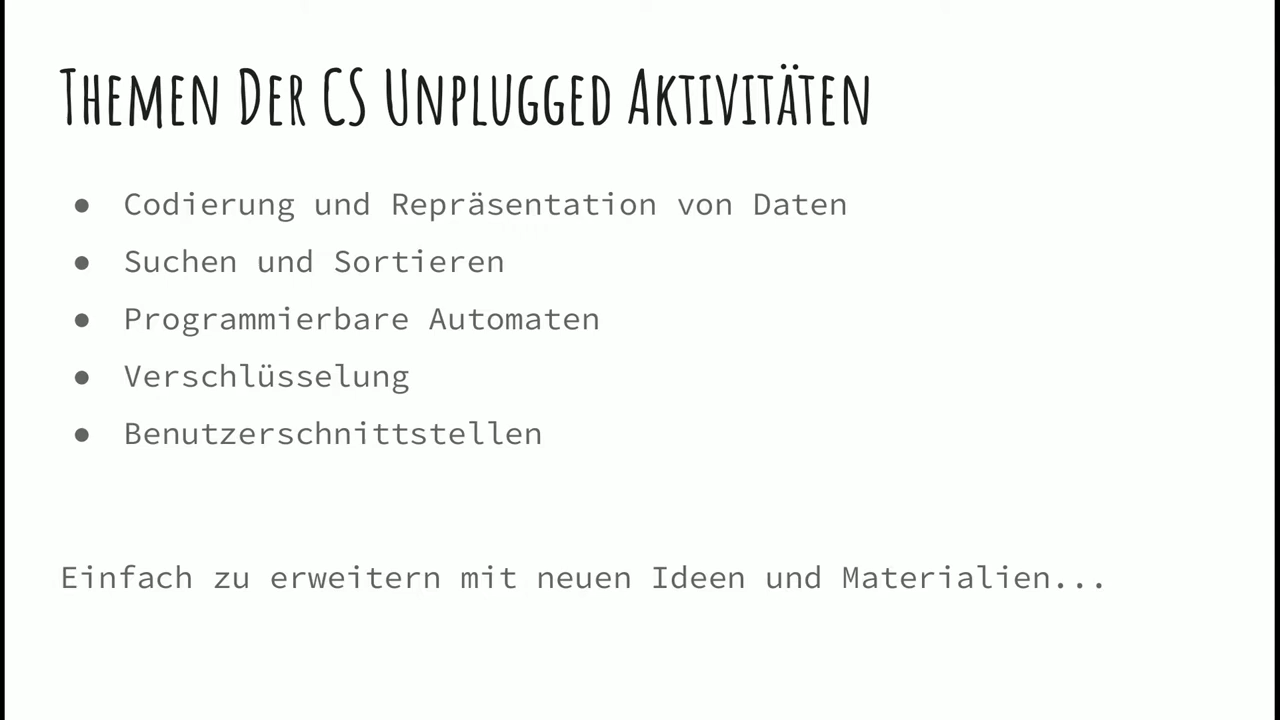 Themen Der CS Unplugged Aktivitäten
● Codierung und Repräsentation von Daten
● Suchen und Sortieren
● Programmierbare Automaten
● Verschlüsselung
● Benutzerschnittstellen
Einfach zu erweitern mit neuen Ideen und Materialien...